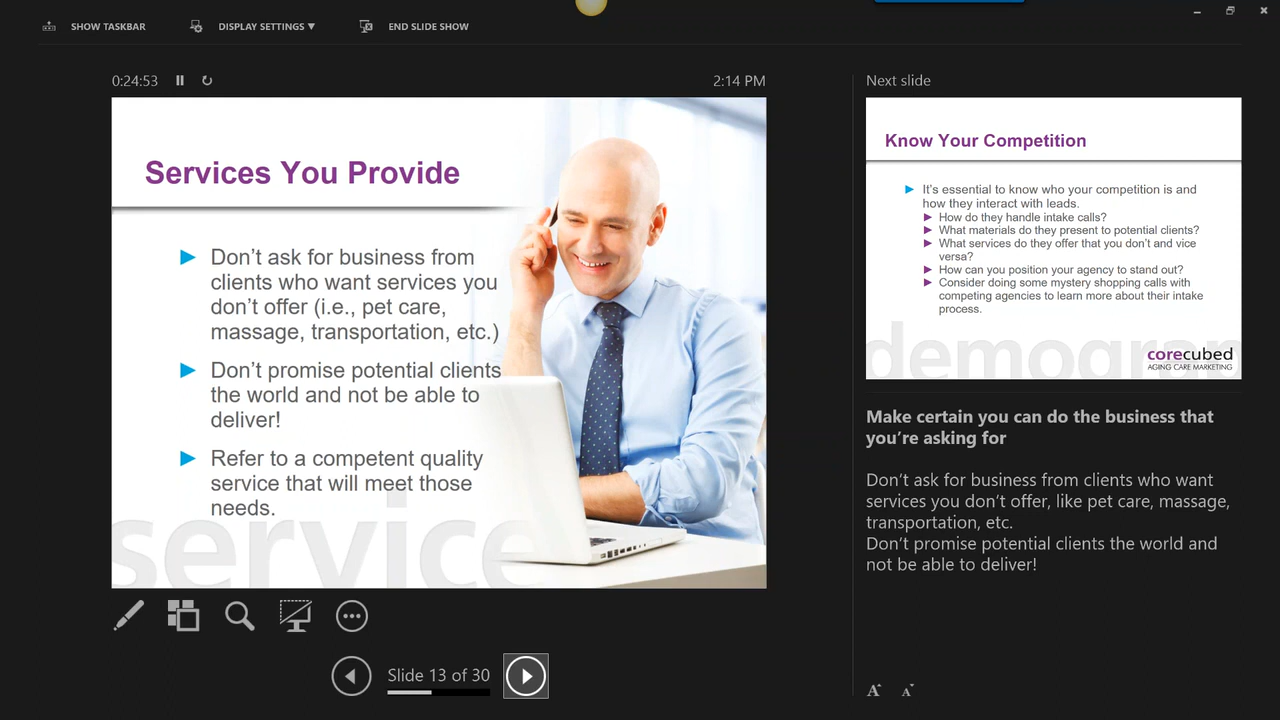 SHOW TASKBAR
DISPLAY SETTINGS ▼
END SLIDE SHOW
0:24:53
2:14 PM
Services You Provide
Don't ask for business from
clients who want services you
don't offer (i.e., pet care,
massage, transportation, etc.)
Don't promise potential clients
the world and not be able to
deliver!
Refer to a competent quality
service that will meet those
needs.
service
Slide 13 of 30
Next slide
Know Your Competition
It's essential to know who your competition is and
how they interact with leads.
How do they handle intake calls?
What materials do they present to potential clients?
What services do they offer that you don't and vice
versa?
How can you position your agency to stand out?
Consider doing some mystery shopping calls with
competing agencies to learn more about their intake
process.
demograp
corecubed
AGING CARE MARKETING
Make certain you can do the business that
you're asking for
Don't ask for business from clients who want
services you don't offer, like pet care, massage,
transportation, etc.
Don't promise potential clients the world and
not be able to deliver!
A A